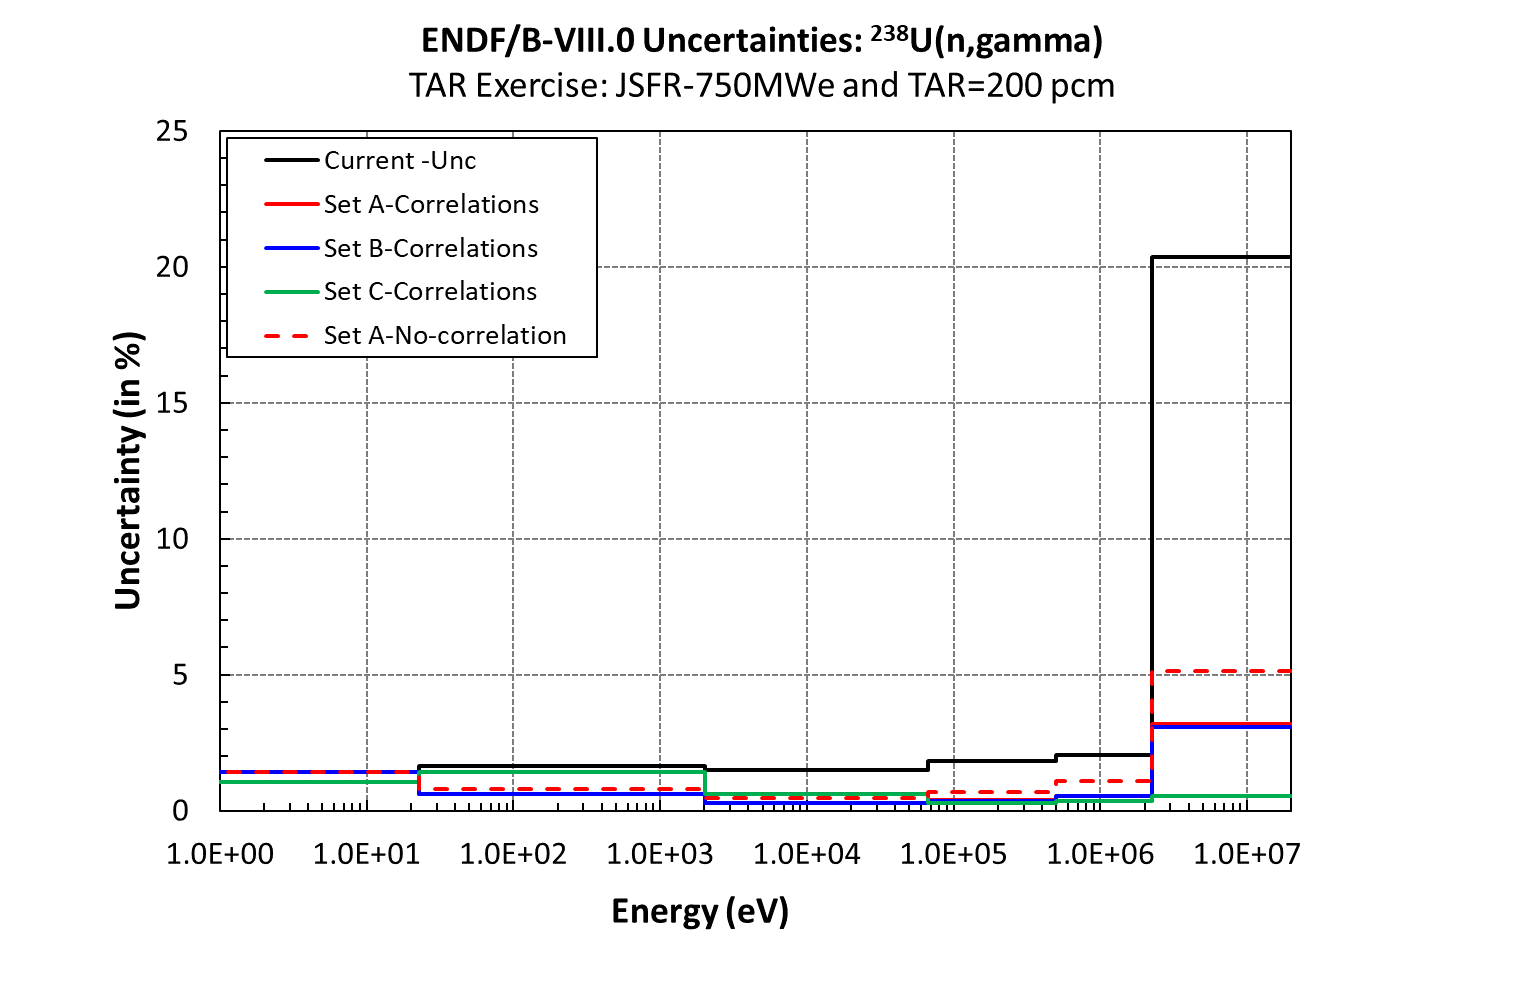 ENDF/B-VIII.0 Uncertainties: ²³⁸U(n,gamma)
TAR Exercise: JSFR-750MWe and TAR=200 pcm
25
20
15
10
5
0
Uncertainty (in %)
Current -Unc
Set A-Correlations
Set B-Correlations
Set C-Correlations
Set A-No-correlation
1.0E+00 1.0E+01 1.0E+02 1.0E+03 1.0E+04 1.0E+05 1.0E+06 1.0E+07
Energy (eV)